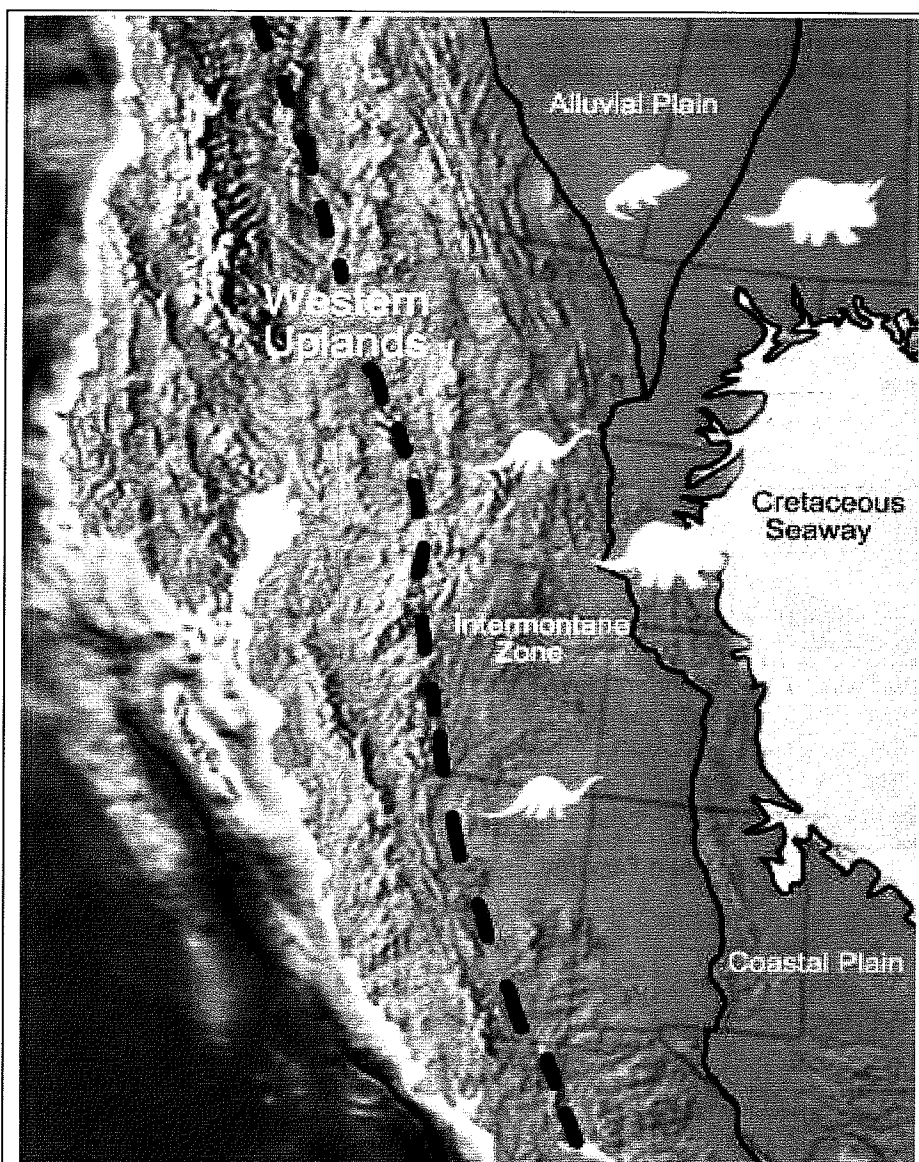 Alluvial Plain
Western
Uplands
Cretaceous
Seaway
Intermontane
Zone
Coastal Plain